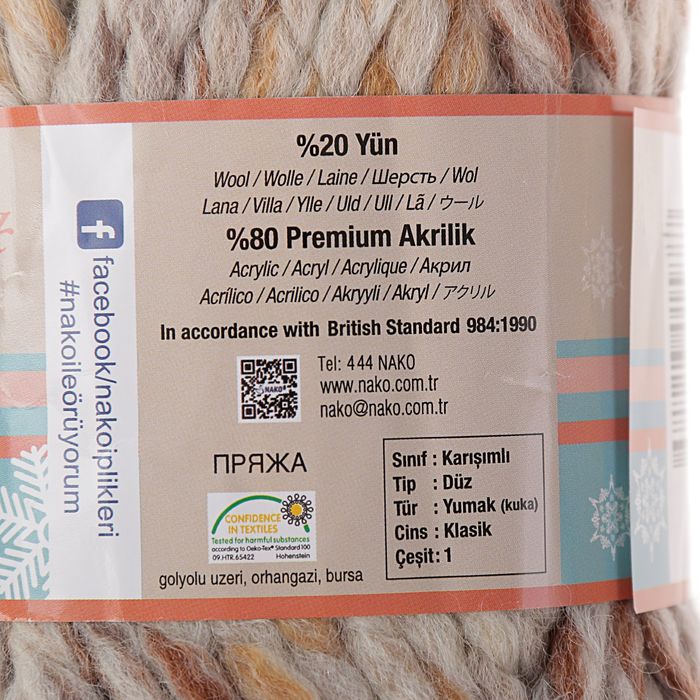 %20 Yün
Wool / Wolle / Laine / Шерсть / Wol
Lana / Villa / Ylle / Uld / Ull / Lã / ウール
%80 Premium Akrilik
Acrylic / Acryl / Acrylique / Акрил
Acrílico / Acrilico / Akryyli / Akryl / アクリル
In accordance with British Standard 984:1990
NAKO
Tel: 444 NAKO
www.nako.com.tr
nako@nako.com.tr
ПРЯЖА
CONFIDENCE
IN TEXTILES
Tested for harmful substances
according to Oeko-Tex® Standard 100
09.HTR.65422 Hohenstein
golyolu uzeri, orhangazi, bursa
Sınıf : Karışımlı
Tip : Düz
Tür : Yumak (kuka)
Cins : Klasik
Çeşit : 1
f facebook/nakoiplikleri
#nakoileörüyorum